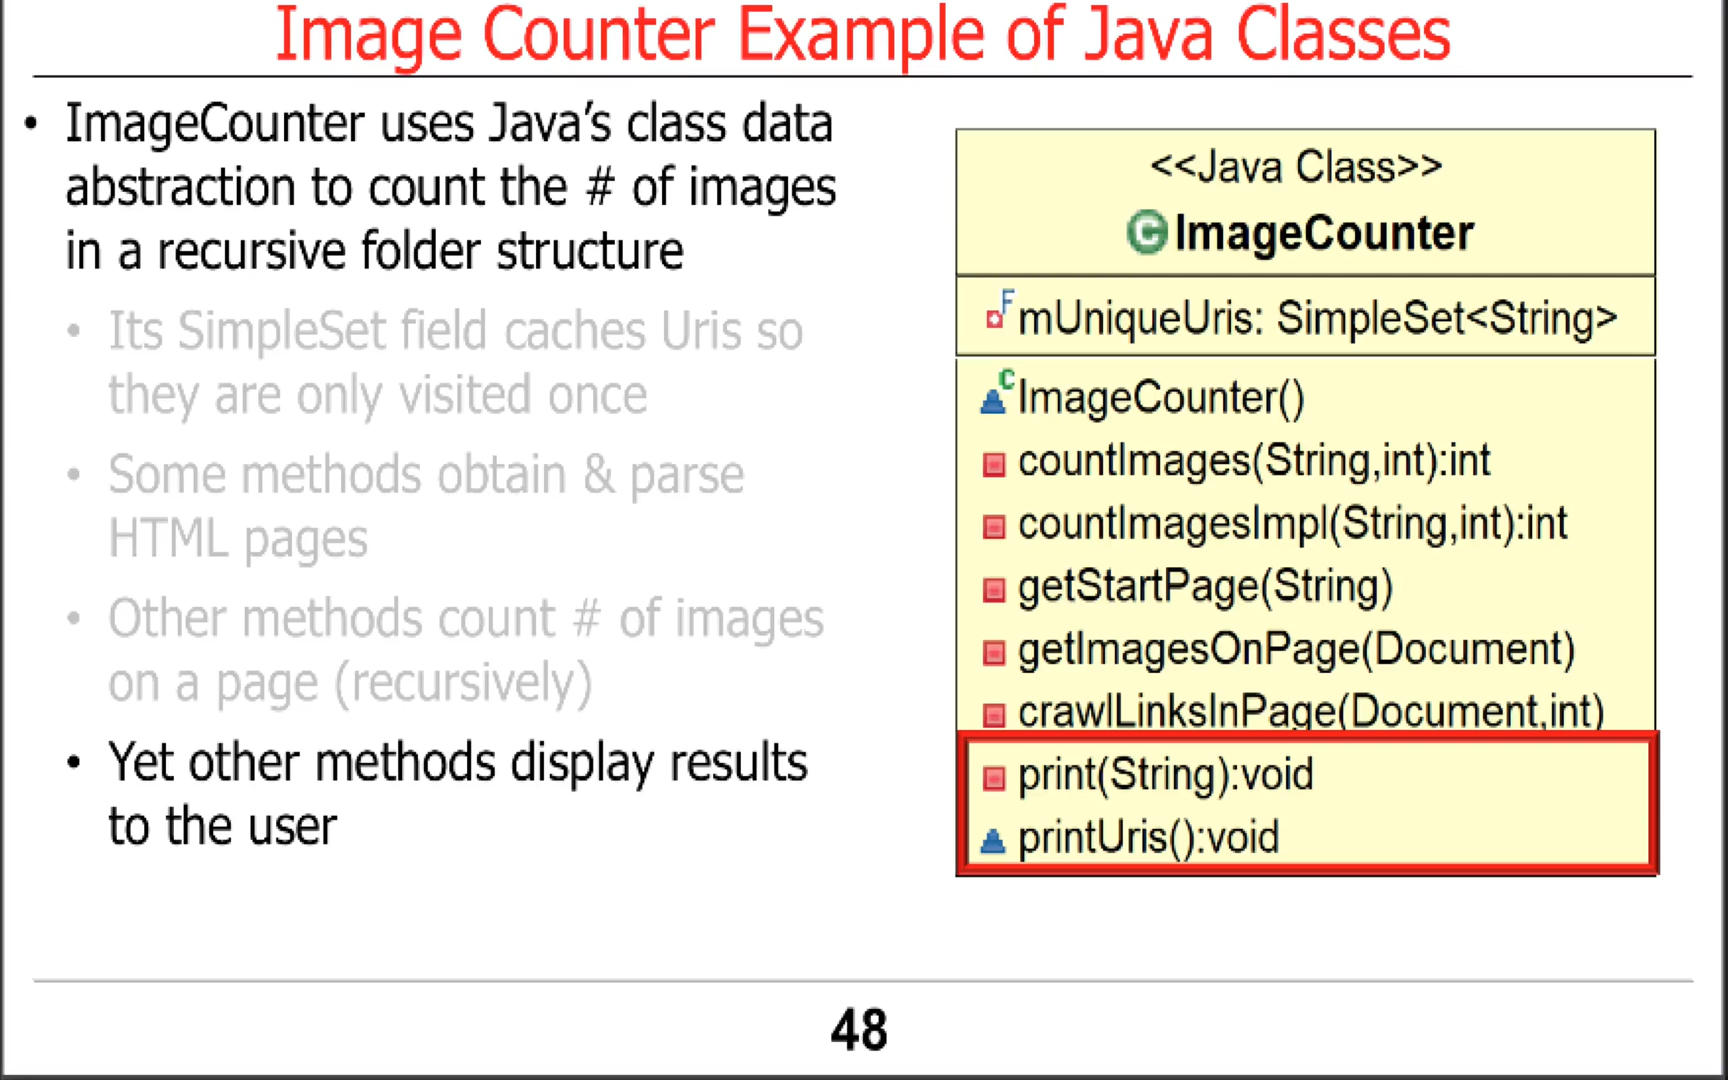 Image Counter Example of Java Classes
• ImageCounter uses Java’s class data
abstraction to count the # of images
in a recursive folder structure
• Its SimpleSet field caches Uris so
they are only visited once
• Some methods obtain & parse
HTML pages
• Other methods count # of images
on a page (recursively)
• Yet other methods display results
to the user
<<Java Class>>
C ImageCounter
F mUniqueUris: SimpleSet<String>
C ImageCounter()
countImages(String,int):int
countImagesImpl(String,int):int
getStartPage(String)
getImagesOnPage(Document)
crawlLinksInPage(Document,int)
print(String):void
printUris():void
48